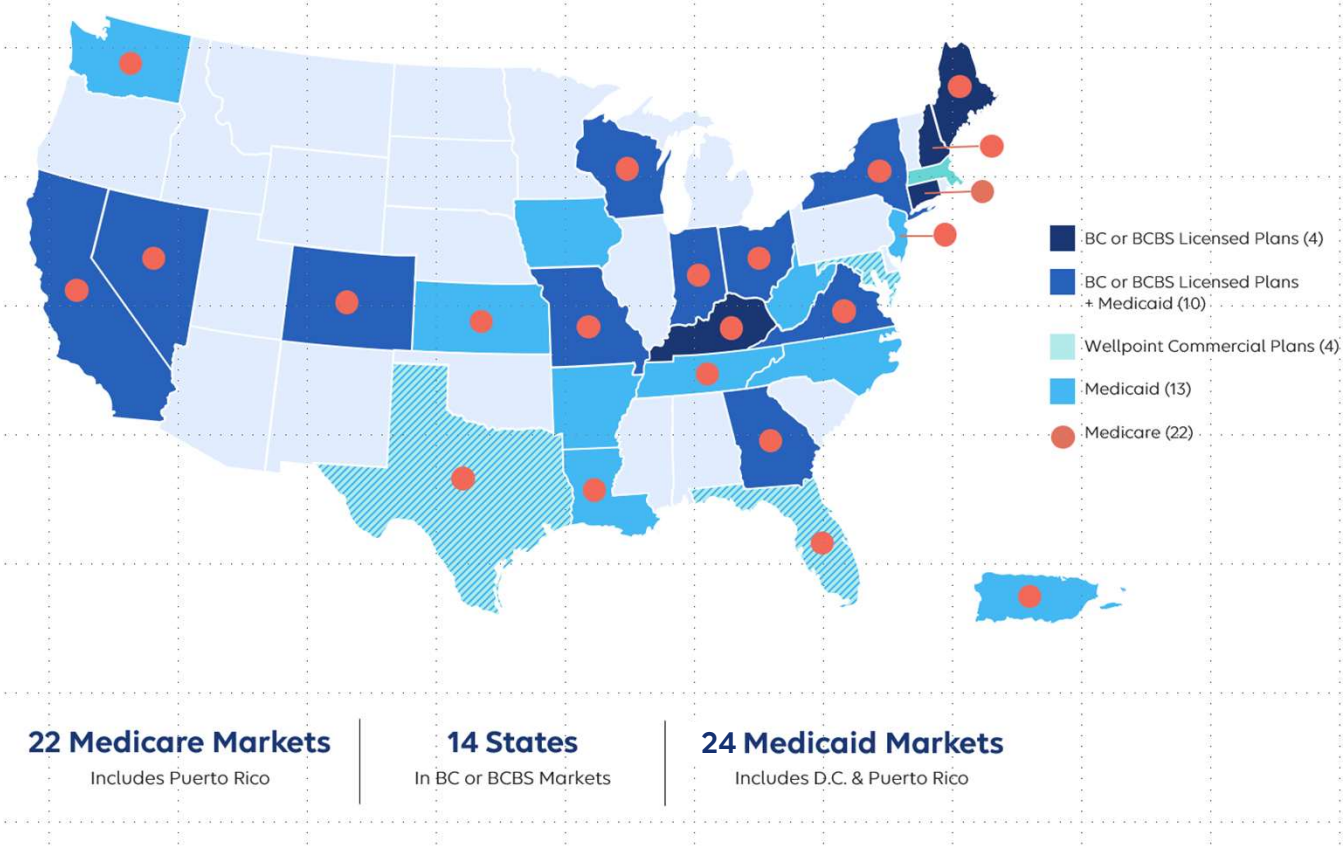 BC or BCBS Licensed Plans (4)
BC or BCBS Licensed Plans
+ Medicaid (10)
Wellpoint Commercial Plans (4)
Medicaid (13)
Medicare (22)
22 Medicare Markets
Includes Puerto Rico
14 States
In BC or BCBS Markets
24 Medicaid Markets
Includes D.C. & Puerto Rico